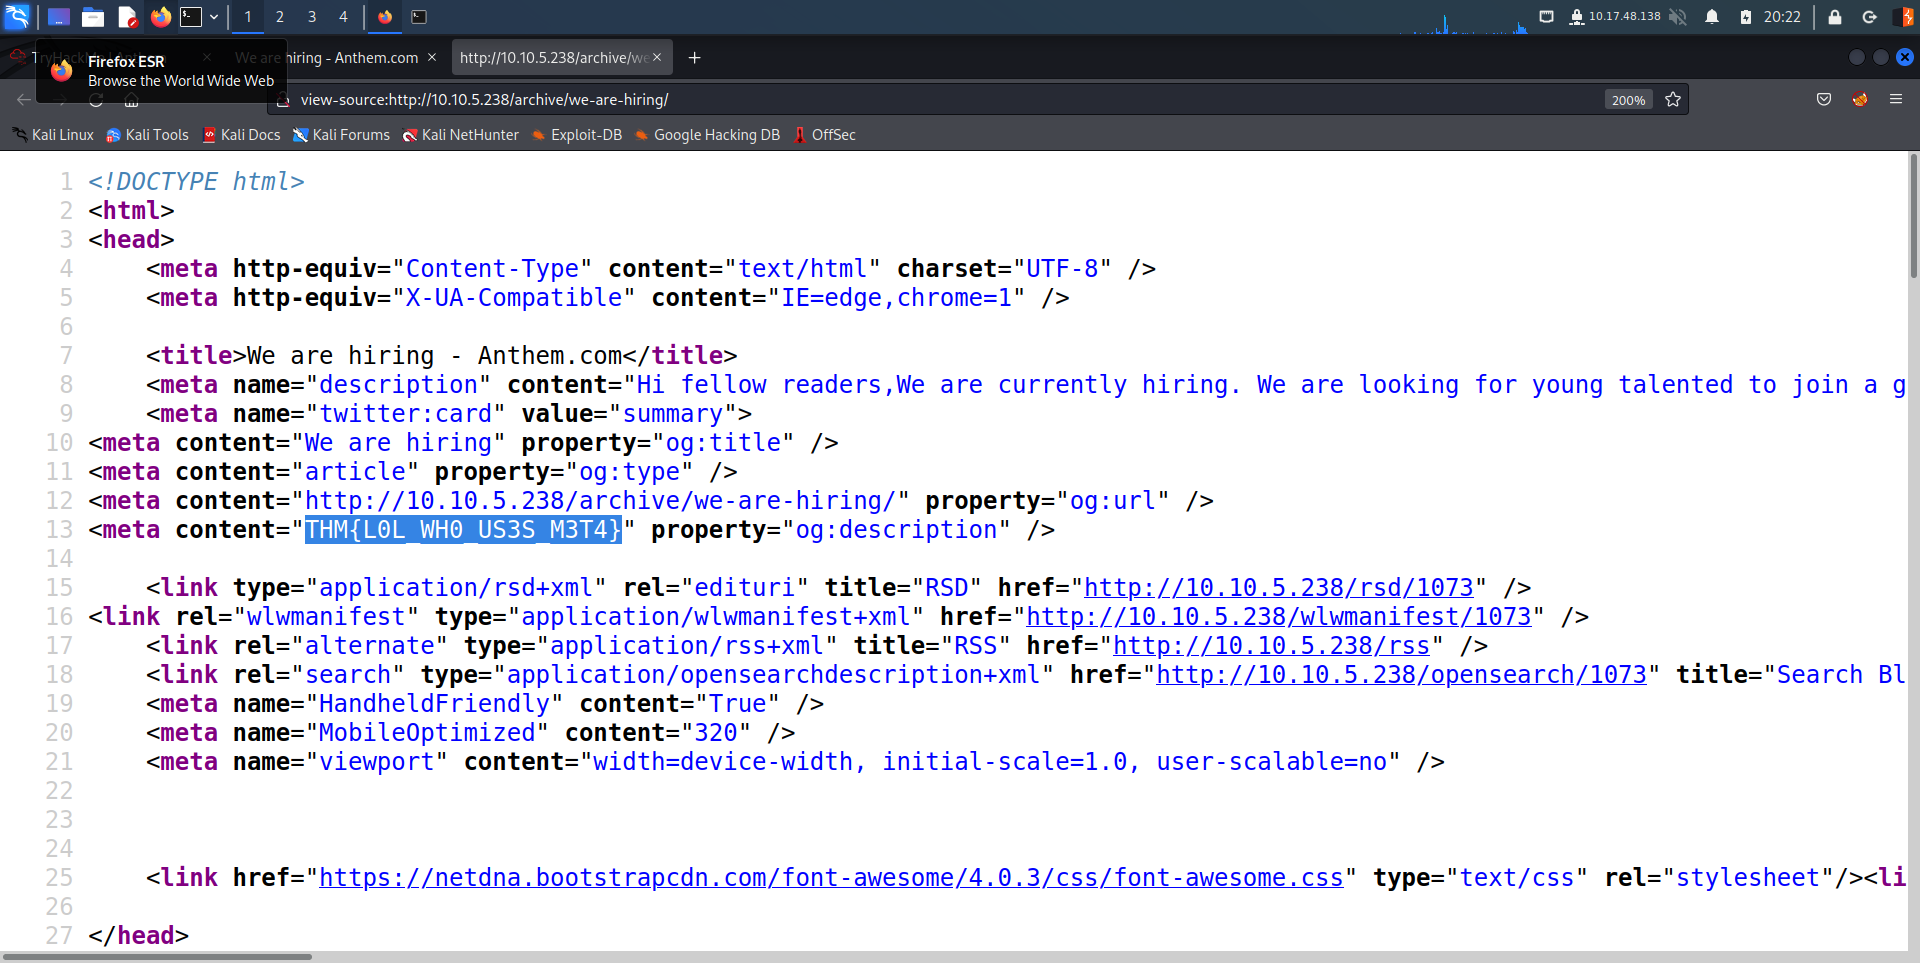 1 2 3 4 10.17.48.138 20:22
Firefox ESR
Browse the World Wide Web
hiring - Anthem.com
http://10.10.5.238/archive/we
view-source:http://10.10.5.238/archive/we-are-hiring/ 200%
Kali Linux Kali Tools Kali Docs Kali Forums Kali NetHunter Exploit-DB Google Hacking DB OffSec
1 <!DOCTYPE html>
2 <html>
3 <head>
4 <meta http-equiv="Content-Type" content="text/html" charset="UTF-8" />
5 <meta http-equiv="X-UA-Compatible" content="IE=edge,chrome=1" />
6
7 <title>We are hiring - Anthem.com</title>
8 <meta name="description" content="Hi fellow readers,We are currently hiring. We are looking for young talented to join a g
9 <meta name="twitter:card" value="summary">
10 <meta content="We are hiring" property="og:title" />
11 <meta content="article" property="og:type" />
12 <meta content="http://10.10.5.238/archive/we-are-hiring/" property="og:url" />
13 <meta content="THM{L0L_WH0_US3S_M3T4}" property="og:description" />
14
15 <link type="application/rsd+xml" rel="edituri" title="RSD" href="http://10.10.5.238/rsd/1073" />
16 <link rel="wlwmanifest" type="application/wlwmanifest+xml" href="http://10.10.5.238/wlwmanifest/1073" />
17 <link rel="alternate" type="application/rss+xml" title="RSS" href="http://10.10.5.238/rss" />
18 <link rel="search" type="application/opensearchdescription+xml" href="http://10.10.5.238/opensearch/1073" title="Search Bl
19 <meta name="HandheldFriendly" content="True" />
20 <meta name="MobileOptimized" content="320" />
21 <meta name="viewport" content="width=device-width, initial-scale=1.0, user-scalable=no" />
22
23
24
25 <link href="https://netdna.bootstrapcdn.com/font-awesome/4.0.3/css/font-awesome.css" type="text/css" rel="stylesheet"/><li
26
27 </head>